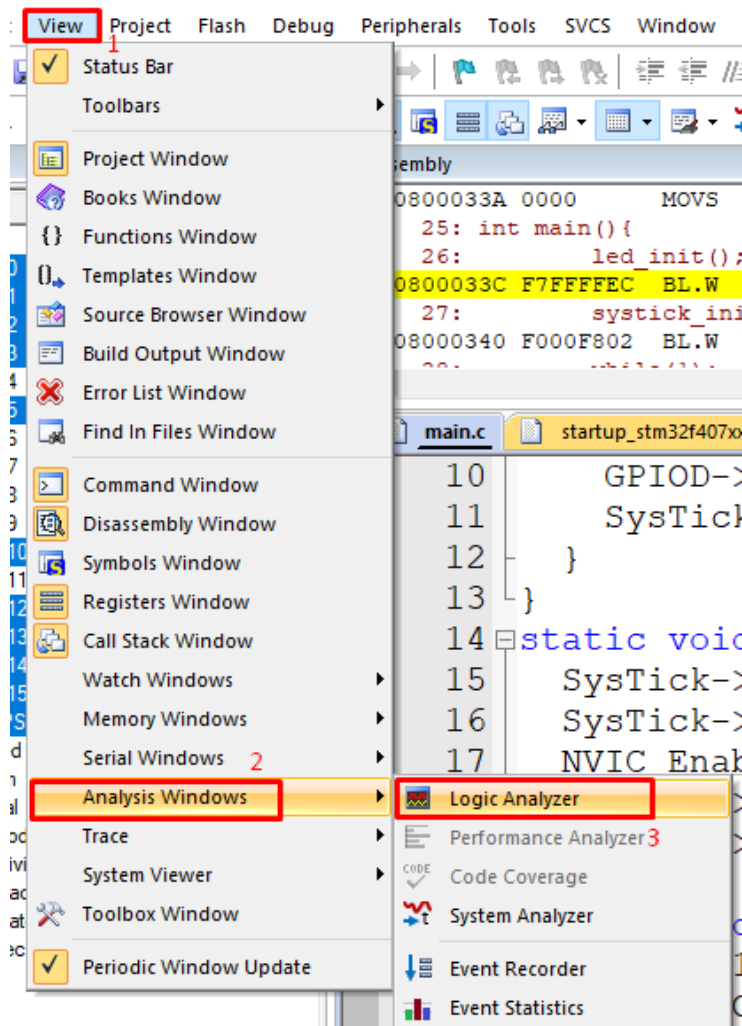 View Project Flash Debug Peripherals Tools SVCS Window
1
Status Bar
Toolbars
Project Window
Books Window
Functions Window
Templates Window
Source Browser Window
Build Output Window
Error List Window
Find In Files Window
Command Window
Disassembly Window
Symbols Window
Registers Window
Call Stack Window
Watch Windows
Memory Windows
Serial Windows 2
Analysis Windows
Trace
System Viewer
Toolbox Window
Periodic Window Update
Logic Analyzer
Performance Analyzer 3
Code Coverage
System Analyzer
Event Recorder
Event Statistics
0800033A 0000 MOVS
25: int main(){
26: led_init();
0800033C F7FFFFEC BL.W
27: systick_ini
08000340 F000F802 BL.W
main.c startup_stm32f407xx
10 GPIOD->
11 SysTick
12 }
13 }
14 static void
15 SysTick->
16 SysTick->
17 NVIC_Enab